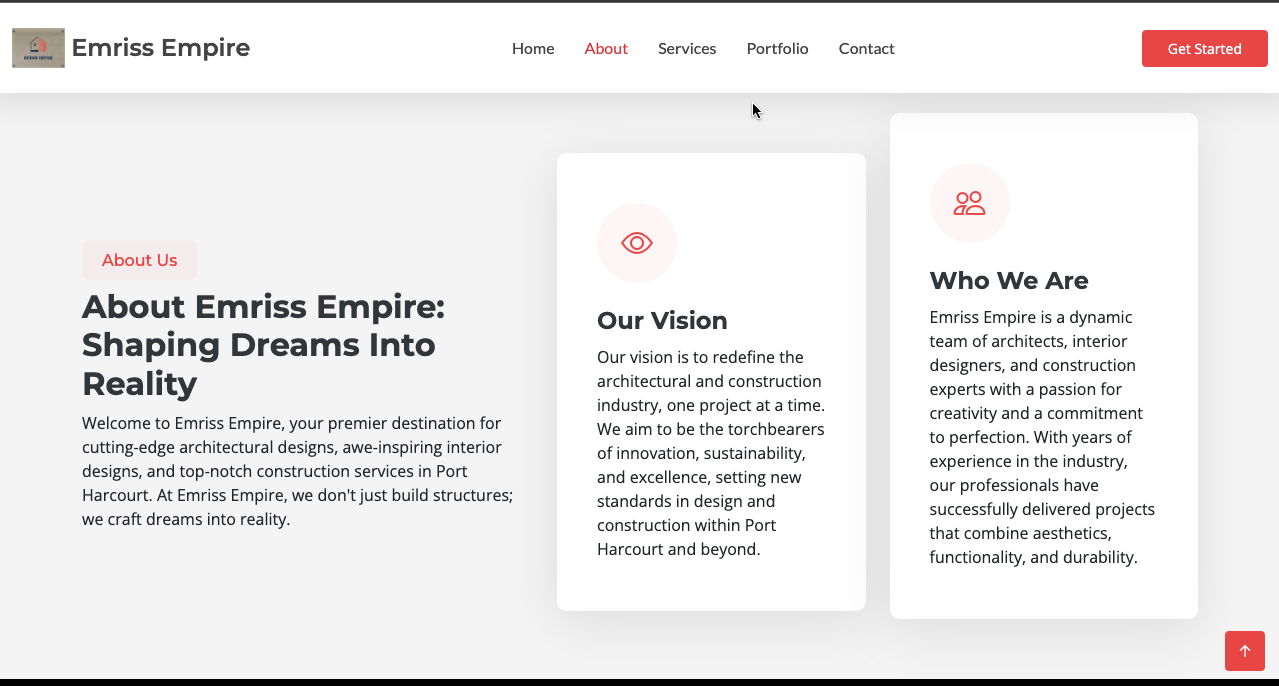 Emriss Empire
Home
About
Services
Portfolio
Contact
Get Started
About Us
About Emriss Empire:
Shaping Dreams Into
Reality
Welcome to Emriss Empire, your premier destination for
cutting-edge architectural designs, awe-inspiring interior
designs, and top-notch construction services in Port
Harcourt. At Emriss Empire, we don't just build structures;
we craft dreams into reality.
Our Vision
Our vision is to redefine the
architectural and construction
industry, one project at a time.
We aim to be the torchbearers
of innovation, sustainability,
and excellence, setting new
standards in design and
construction within Port
Harcourt and beyond.
Who We Are
Emriss Empire is a dynamic
team of architects, interior
designers, and construction
experts with a passion for
creativity and a commitment
to perfection. With years of
experience in the industry,
our professionals have
successfully delivered projects
that combine aesthetics,
functionality, and durability.